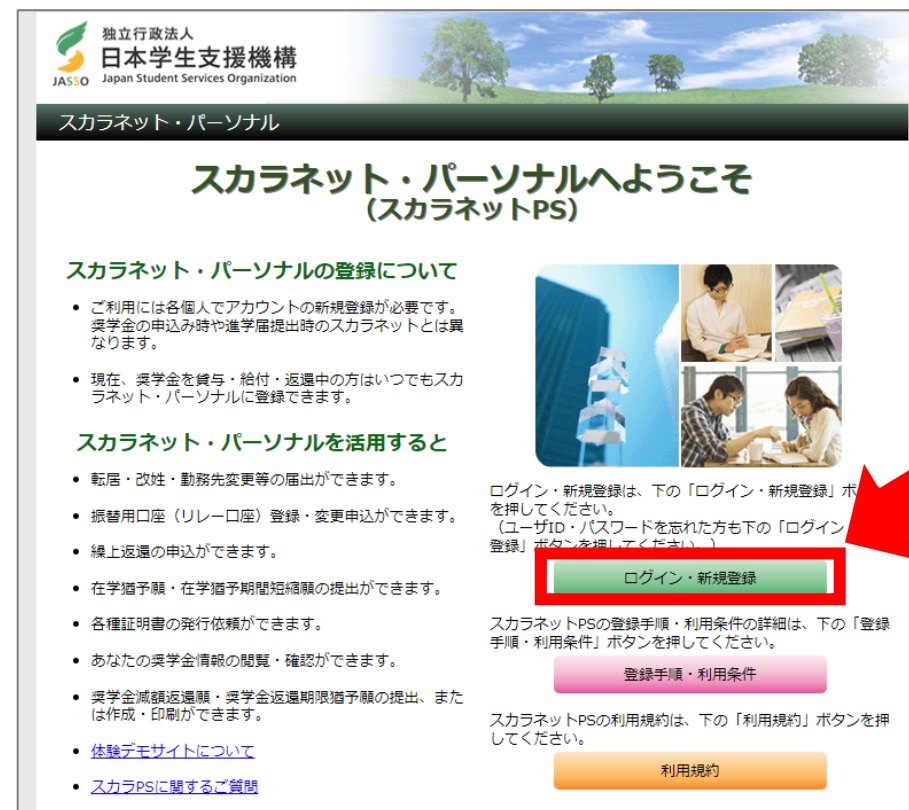 独立行政法人
日本学生支援機構
JASSO Japan Student Services Organization
スカラネット・パーソナル
スカラネット・パーソナルへようこそ
(スカラネットPS)
スカラネット・パーソナルの登録について
• ご利用には各個人でアカウントの新規登録が必要です。
奨学金の申込み時や進学届提出時のスカラネットとは異
なります。
• 現在、奨学金を貸与・給付・返還中の方はいつでもスカ
ラネット・パーソナルに登録できます。
スカラネット・パーソナルを活用すると
• 転居・改姓・勤務先変更等の届出ができます。
• 振替用口座（リレー口座）登録・変更申込ができます。
• 繰上返還の申込ができます。
• 在学猶予願・在学猶予期間短縮願の提出ができます。
• 各種証明書の発行依頼ができます。
• あなたの奨学金情報の閲覧・確認ができます。
• 奨学金減額返還願・奨学金返還期限猶予願の提出、また
は作成・印刷ができます。
• 体験デモサイトについて
• スカラPSに関するご質問
ログイン・新規登録は、下の「ログイン・新規登録」ボ
を押してください。
（ユーザID・パスワードを忘れた方も下の「ログイン
登録」ボタンを押してください。）
ログイン・新規登録
スカラネットPSの登録手順・利用条件の詳細は、下の「登録
手順・利用条件」ボタンを押してください。
登録手順・利用条件
スカラネットPSの利用規約は、下の「利用規約」ボタンを押
してください。
利用規約